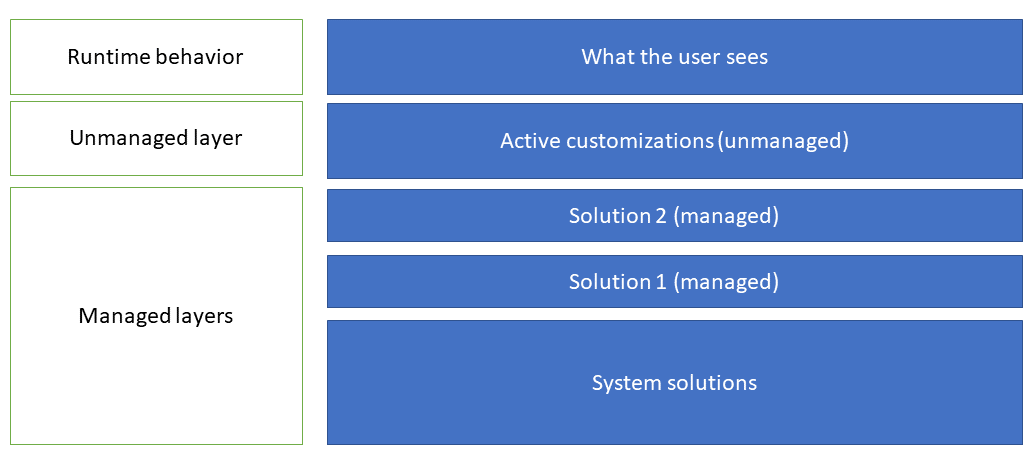 Runtime behavior
What the user sees
Unmanaged layer
Active customizations (unmanaged)
Managed layers
Solution 2 (managed)
Solution 1 (managed)
System solutions